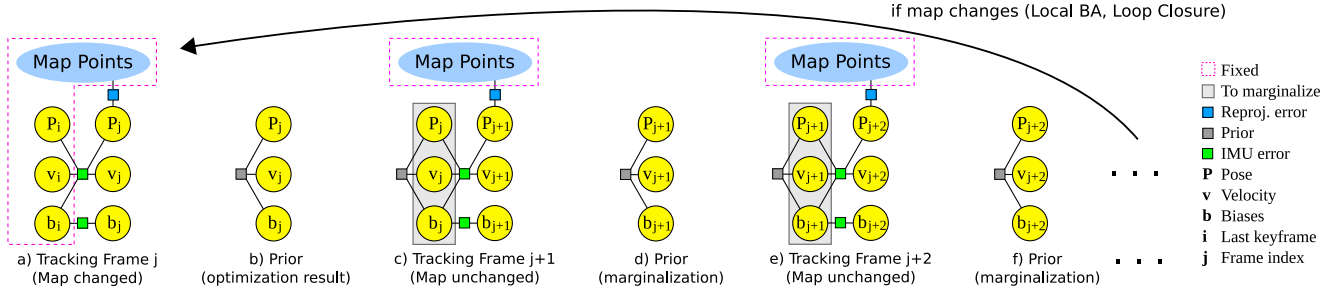 if map changes (Local BA, Loop Closure)
Map Points
Map Points
Map Points
Pi
Pj
vi
vj
bi
bj
Pj
vj
bj
Pj
Pj+1
vj
vj+1
bj
bj+1
Pj+1
vj+1
bj+1
Pj+1
Pj+2
vj+1
vj+2
bj+1
bj+2
Pj+2
vj+2
bj+2
. . .
a) Tracking Frame j
(Map changed)
b) Prior
(optimization result)
c) Tracking Frame j+1
(Map unchanged)
d) Prior
(marginalization)
e) Tracking Frame j+2
(Map unchanged)
f) Prior
(marginalization)
. . .
Fixed
To marginalize
Reproj. error
Prior
IMU error
P Pose
v Velocity
b Biases
i Last keyframe
j Frame index